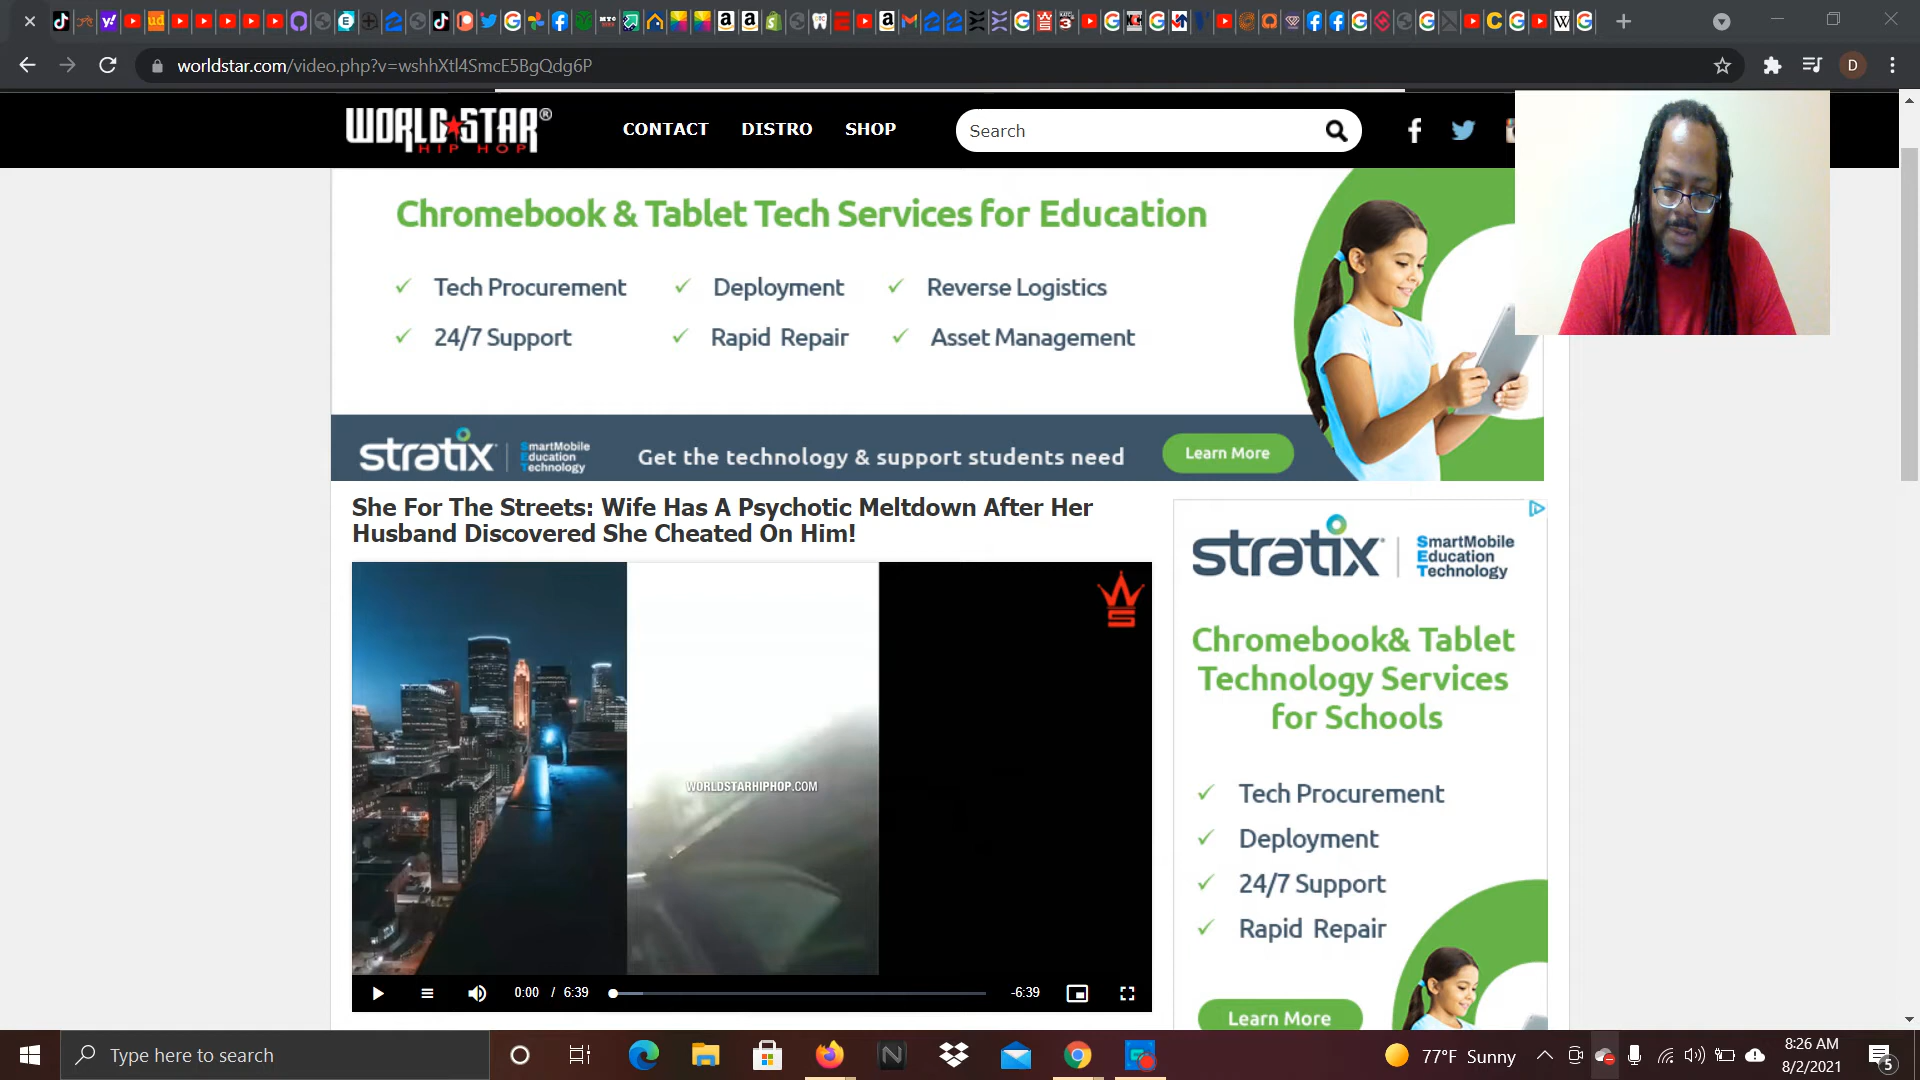 worldstar.com/video.php?v=wshhXtl4SmcE5BgQdg6P
D
WORLD STAR®
HIP HOP
CONTACT DISTRO SHOP
Search
Chromebook & Tablet Tech Services for Education
Tech Procurement Deployment Reverse Logistics
24/7 Support Rapid Repair Asset Management
stratix SmartMobile Education Technology Get the technology & support students need Learn More
She For The Streets: Wife Has A Psychotic Meltdown After Her
Husband Discovered She Cheated On Him!
WORLDSTARHIPHOP.COM
0:00 / 6:39 -6:39
stratix
SmartMobile
Education
Technology
Chromebook& Tablet
Technology Services
for Schools
Tech Procurement
Deployment
24/7 Support
Rapid Repair
Learn More
Type here to search
77°F Sunny
8:26 AM
8/2/2021
5